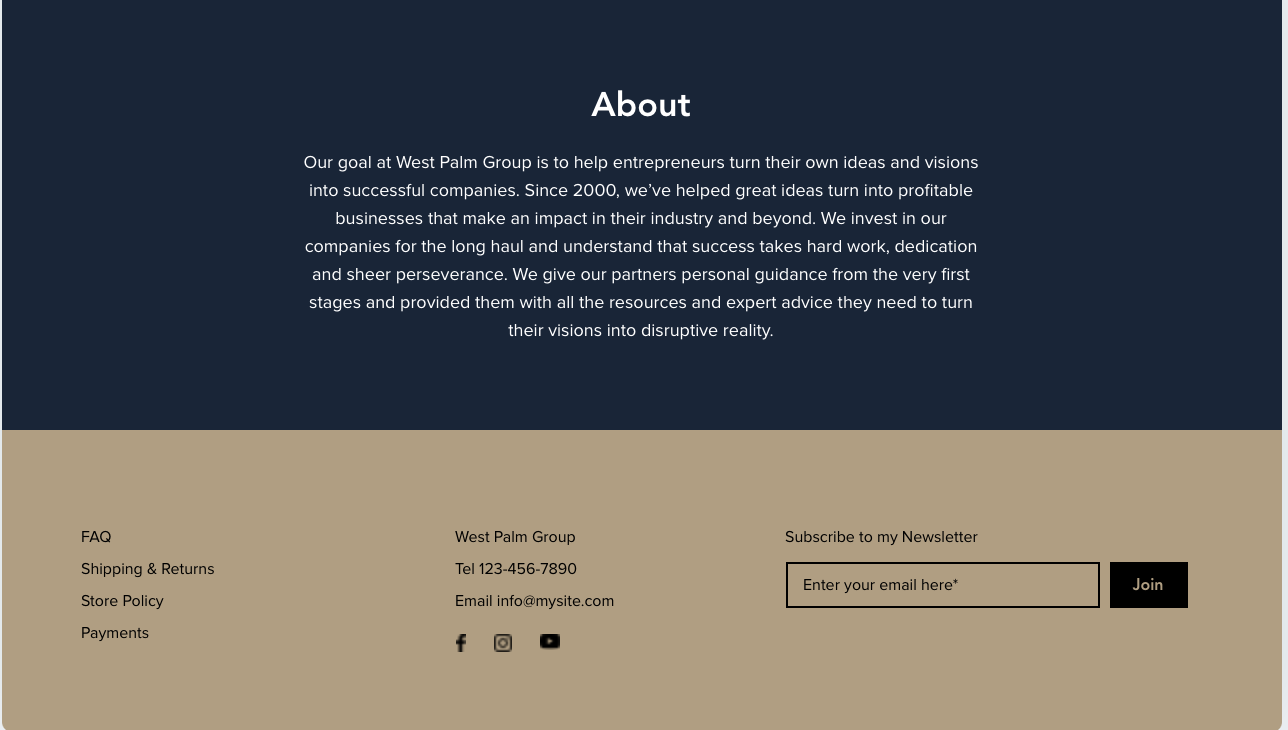 About
Our goal at West Palm Group is to help entrepreneurs turn their own ideas and visions
into successful companies. Since 2000, we’ve helped great ideas turn into profitable
businesses that make an impact in their industry and beyond. We invest in our
companies for the long haul and understand that success takes hard work, dedication
and sheer perseverance. We give our partners personal guidance from the very first
stages and provided them with all the resources and expert advice they need to turn
their visions into disruptive reality.
FAQ
Shipping & Returns
Store Policy
Payments
West Palm Group
Tel 123-456-7890
Email info@mysite.com
Subscribe to my Newsletter
Enter your email here*
Join